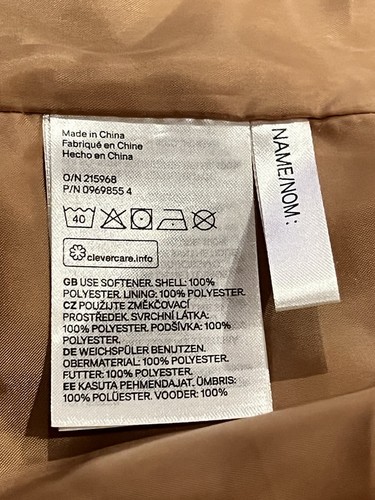 Made in China
Fabriqué en Chine
Hecho en China
O/N 215968
P/N 0969855 4
40
clevercare.info
GB USE SOFTENER. SHELL: 100%
POLYESTER. LINING: 100% POLYESTER.
CZ POUŽIJTE ZMĚKČOVACÍ
PROSTŘEDEK. SVRCHNÍ LÁTKA:
100% POLYESTER. PODŠÍVKA: 100%
POLYESTER.
DE WEICHSPÜLER BENUTZEN.
OBERMATERIAL: 100% POLYESTER.
FUTTER: 100% POLYESTER.
EE KASUTA PEHMENDAJAT. ÜMBRIS:
100% POLÜESTER. VOODER: 100%
NAME/NOM: